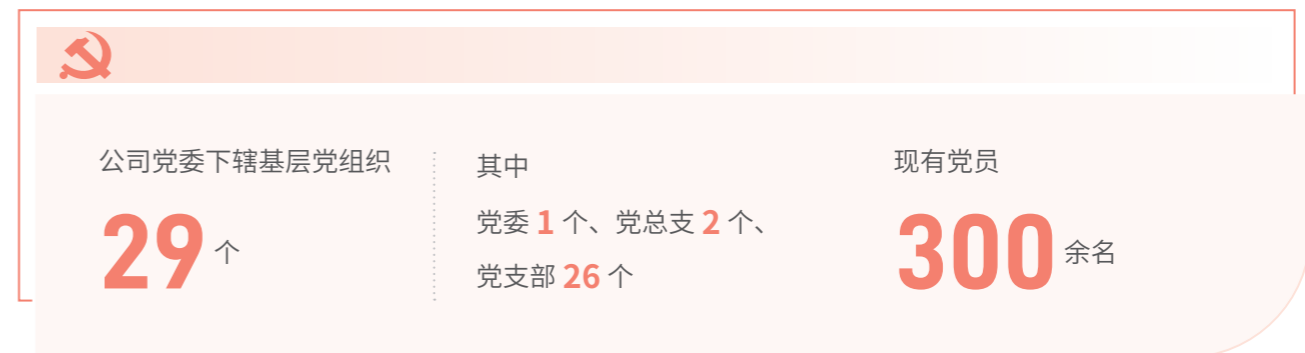 公司党委下辖基层党组织
29 个
其中
党委 1 个、党总支 2 个、
党支部 26 个
现有党员
300 余名